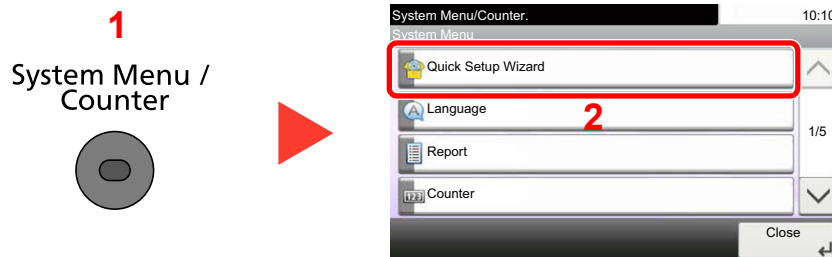 1
System Menu /
Counter
System Menu/Counter.
10:10
System Menu
Quick Setup Wizard
Language
2
1/5
Report
Counter
Close